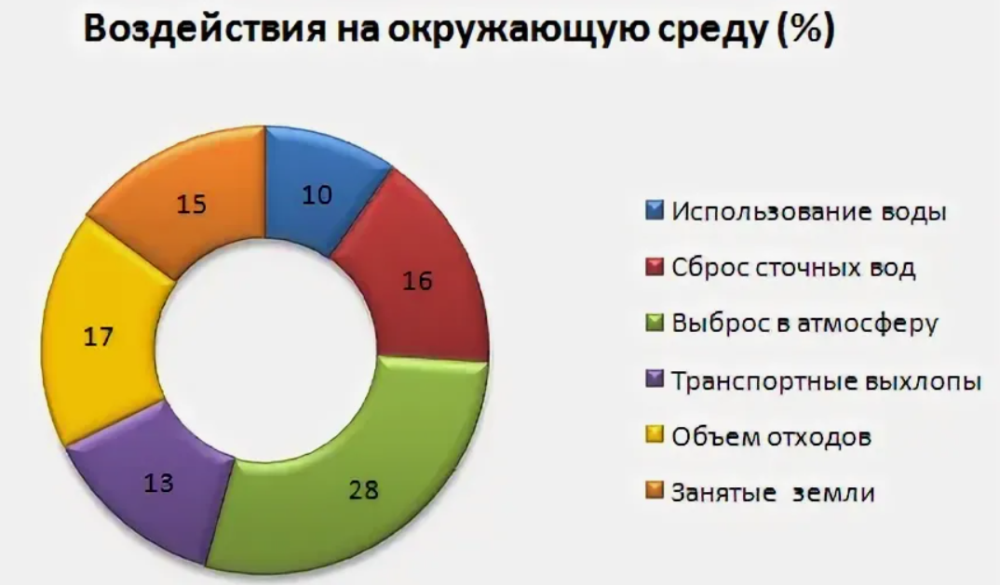 Воздействия на окружающую среду (%)
15
10
16
17
13
28
Использование воды
Сброс сточных вод
Выброс в атмосферу
Транспортные выхлопы
Объем отходов
Занятые земли